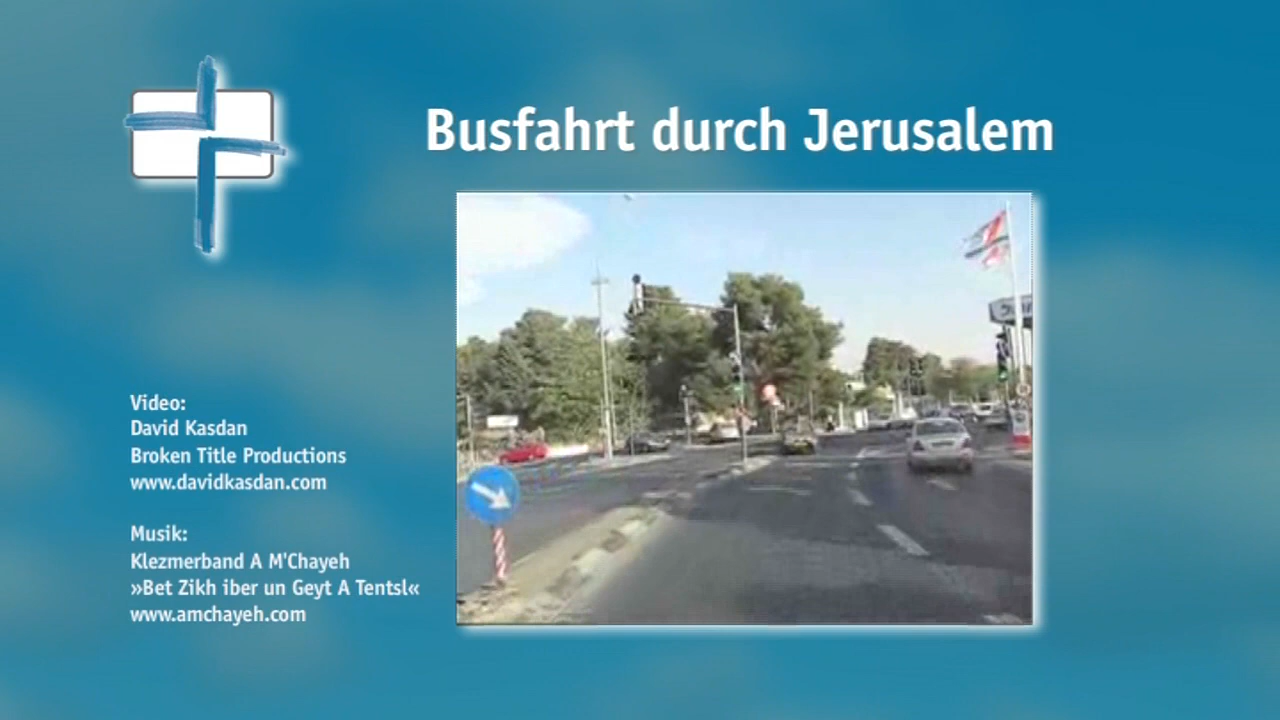 Busfahrt durch Jerusalem
Video:
David Kasdan
Broken Title Productions
www.davidkasdan.com
Musik:
Klezmerband A M'Chayeh
»Bet Zikh iber un Geyt A Tentsl«
www.amchayeh.com